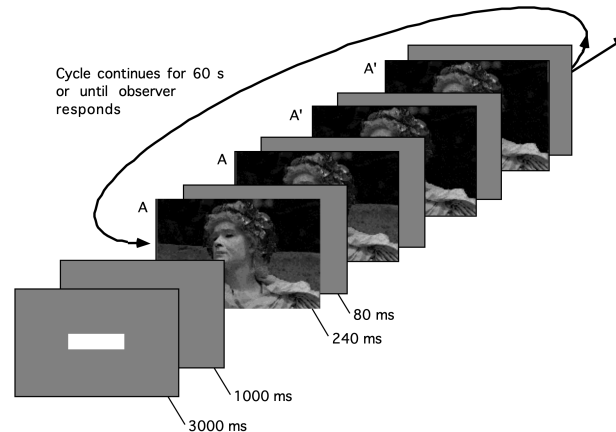 Cycle continues for 60 s
or until observer
responds
A'
A'
A
A
80 ms
240 ms
1000 ms
3000 ms